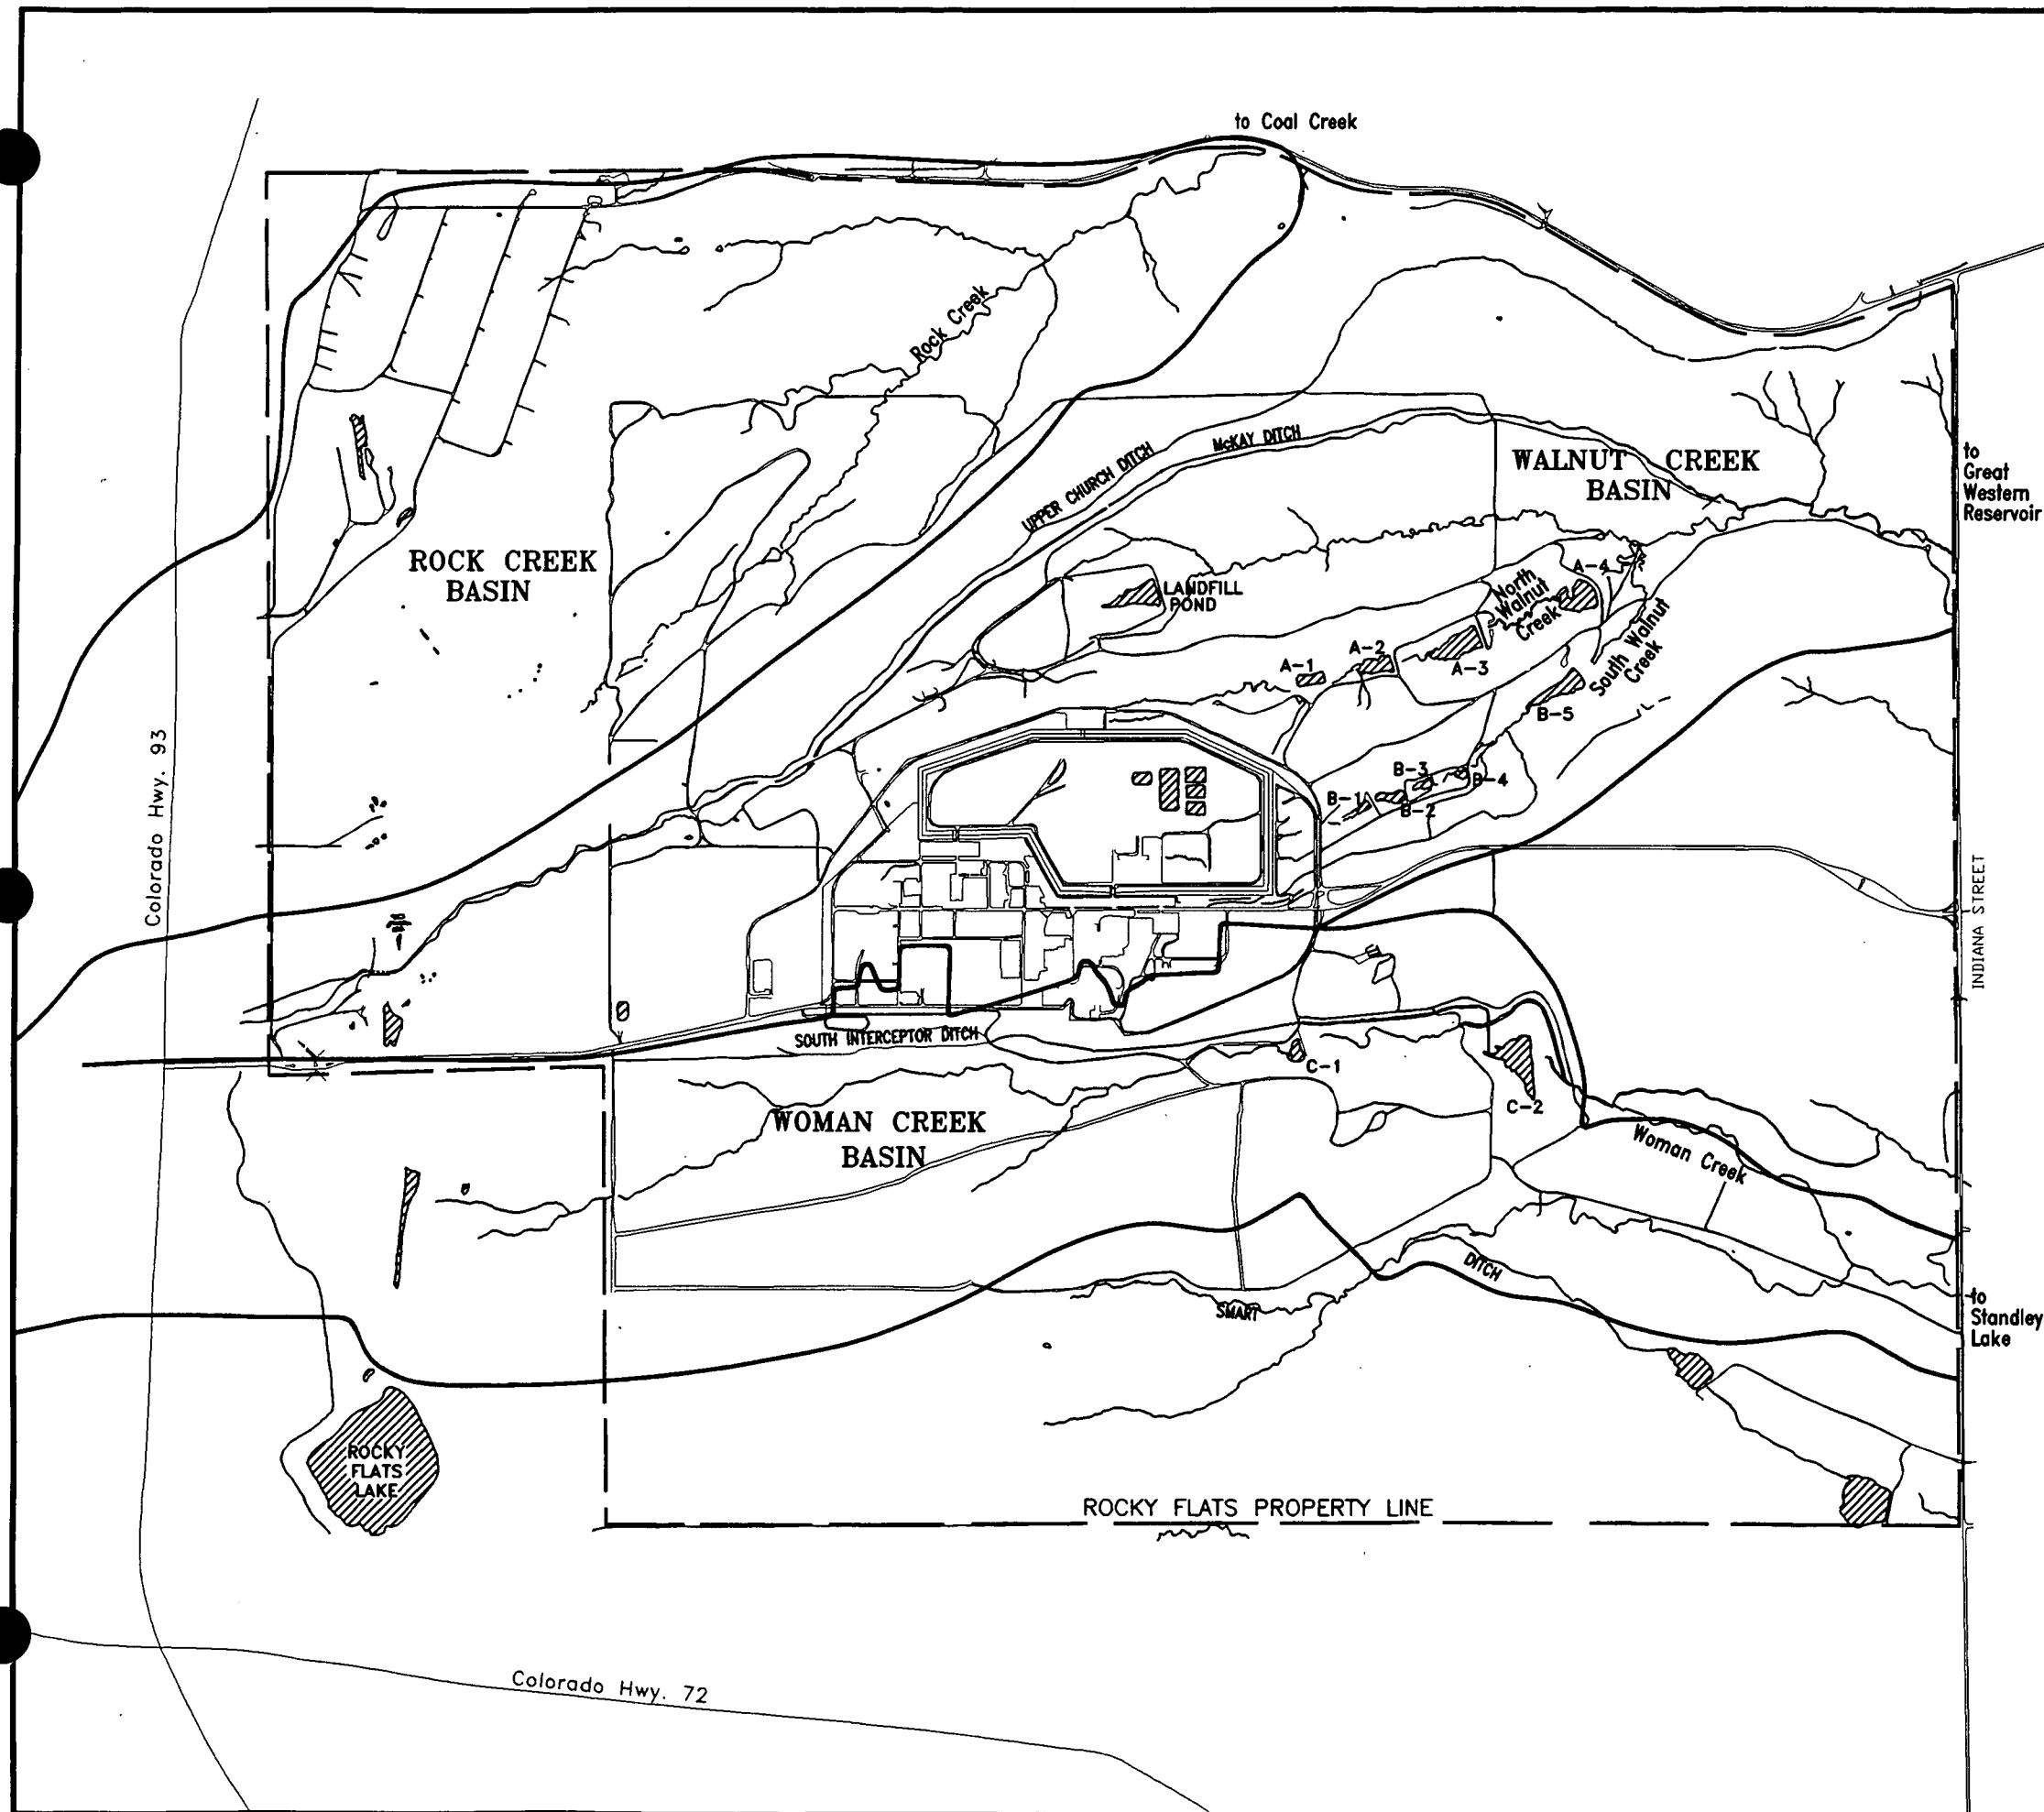 to Coal Creek
Rock Creek
UPPER CHURCH DITCH
McKAY DITCH
WALNUT CREEK
BASIN
to
Great
Western
Reservoir
ROCK CREEK
BASIN
LANDFILL
POND
North
Walnut
Creek
A-4
South Walnut
Creek
A-1
A-2
A-3
B-5
B-3
B-4
B-1
B-2
Colorado Hwy. 93
INDIANA STREET
SOUTH INTERCEPTOR DITCH
C-1
C-2
WOMAN CREEK
BASIN
Woman Creek
SMART
DITCH
to
Standley
Lake
ROCKY
FLATS
LAKE
ROCKY FLATS PROPERTY LINE
Colorado Hwy. 72